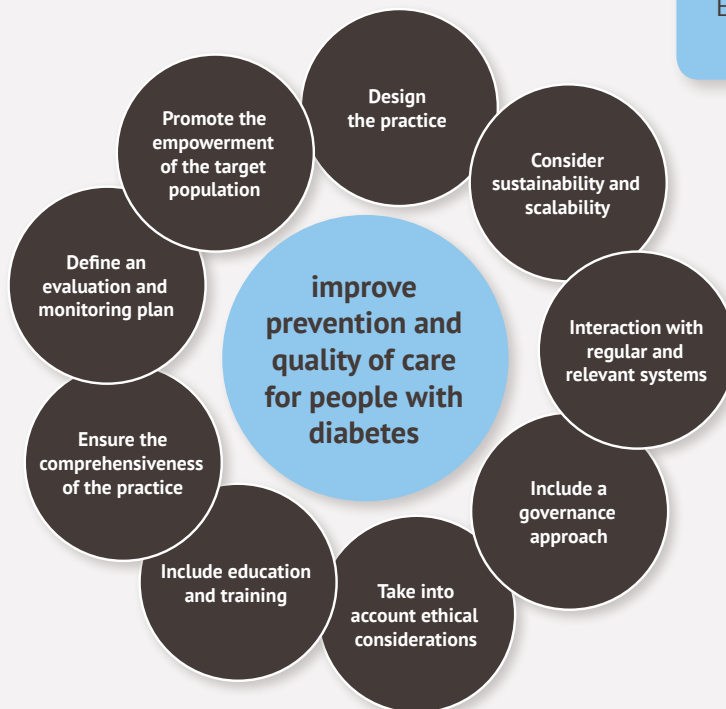 Design
the practice
Consider
sustainability and
scalability
Interaction with
regular and
relevant systems
Include a
governance
approach
Take into
account ethical
considerations
Include education
and training
Ensure the
comprehensiveness
of the practice
Define an
evaluation and
monitoring plan
Promote the
empowerment
of the target
population
improve
prevention and
quality of care
for people with
diabetes